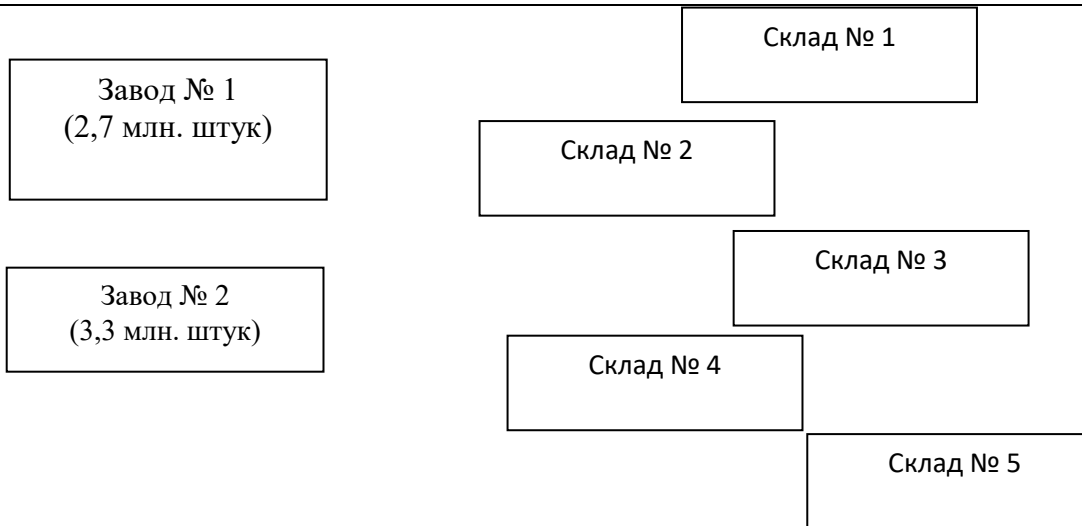 Склад № 1
Завод № 1
(2,7 млн. штук)
Склад № 2
Склад № 3
Завод № 2
(3,3 млн. штук)
Склад № 4
Склад № 5